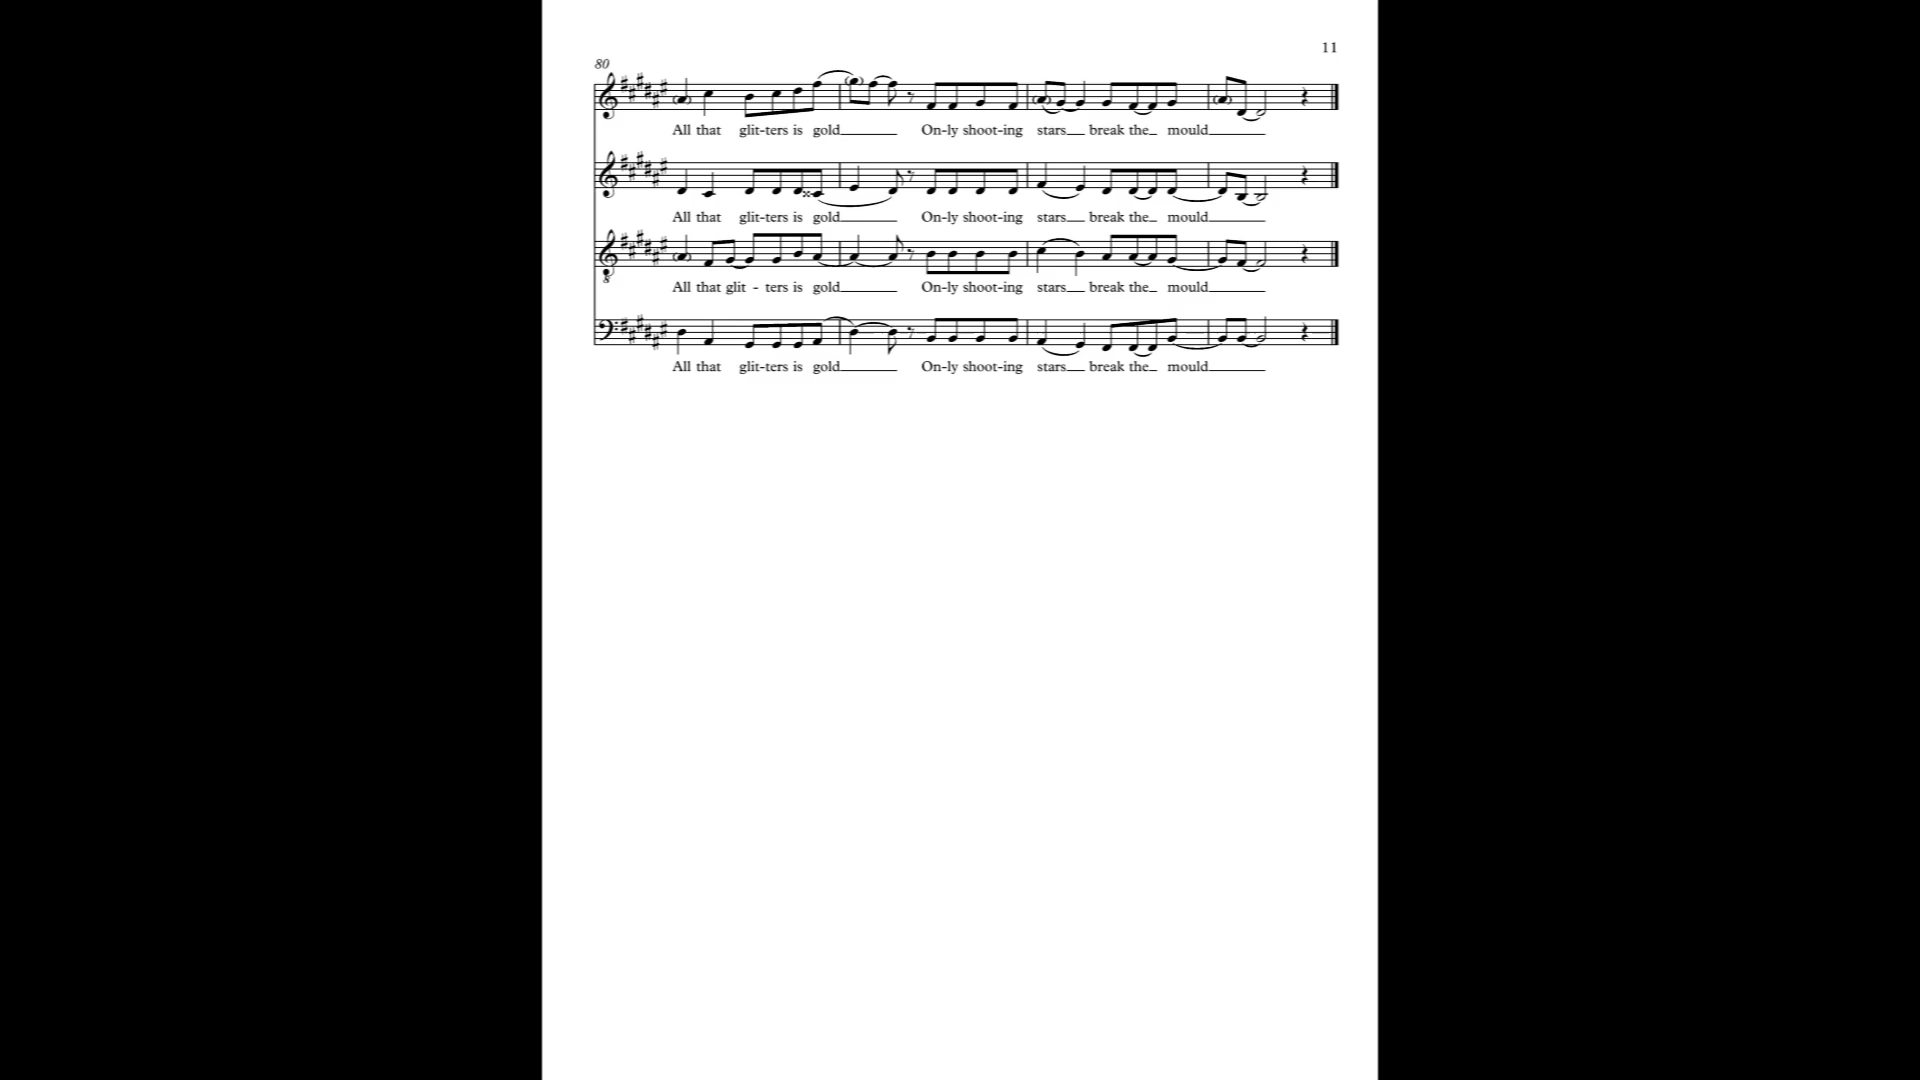 11
80
All that glit-ters is gold On-ly shoot-ing stars break the mould
All that glit-ters is gold On-ly shoot-ing stars break the mould
All that glit - ters is gold On-ly shoot-ing stars break the mould
8
All that glit-ters is gold On-ly shoot-ing stars break the mould